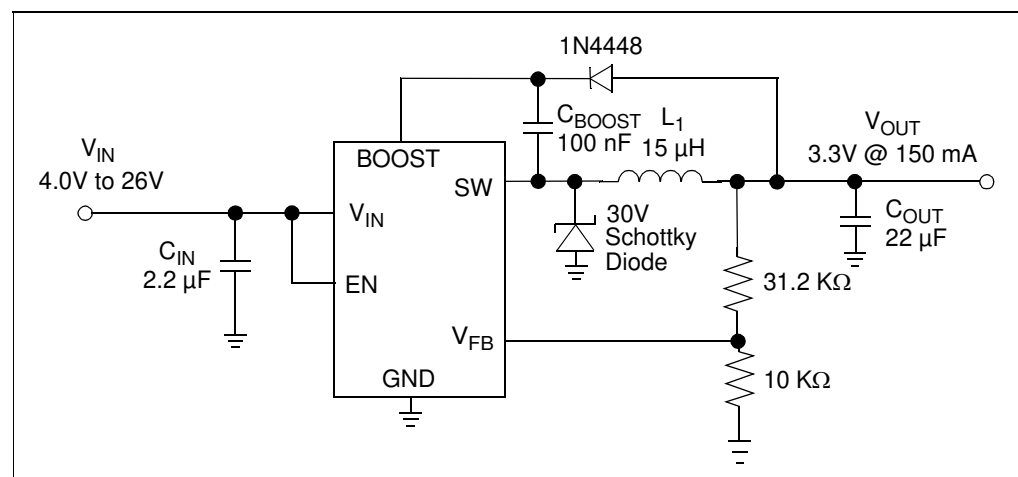 1N4448
C_BOOST
100 nF
L_1
15 µH
V_OUT
3.3V @ 150 mA
V_IN
4.0V to 26V
BOOST
SW
V_IN
EN
V_FB
GND
C_IN
2.2 µF
30V
Schottky
Diode
C_OUT
22 µF
31.2 KΩ
10 KΩ